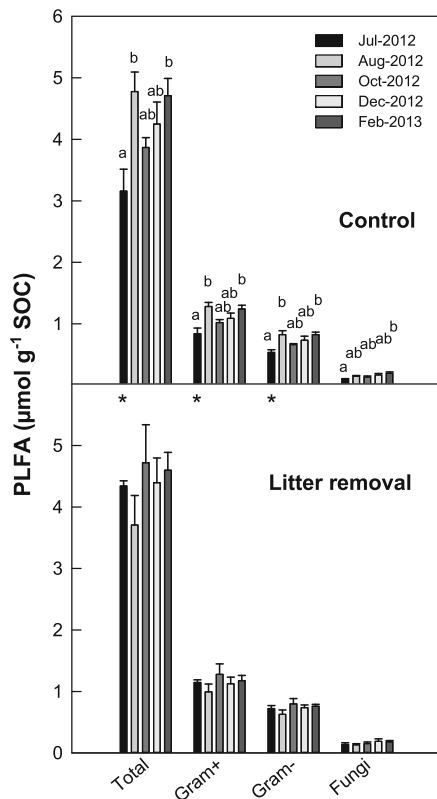 6
Jul-2012
Aug-2012
Oct-2012
Dec-2012
Feb-2013
5
4
3
2
1
a b ab ab b
a b ab ab b
a b ab ab b
a ab ab ab b
Control
PLFA (µmol g-1 SOC)
* * *
Litter removal
5
4
3
2
1
0
Total Gram+ Gram- Fungi